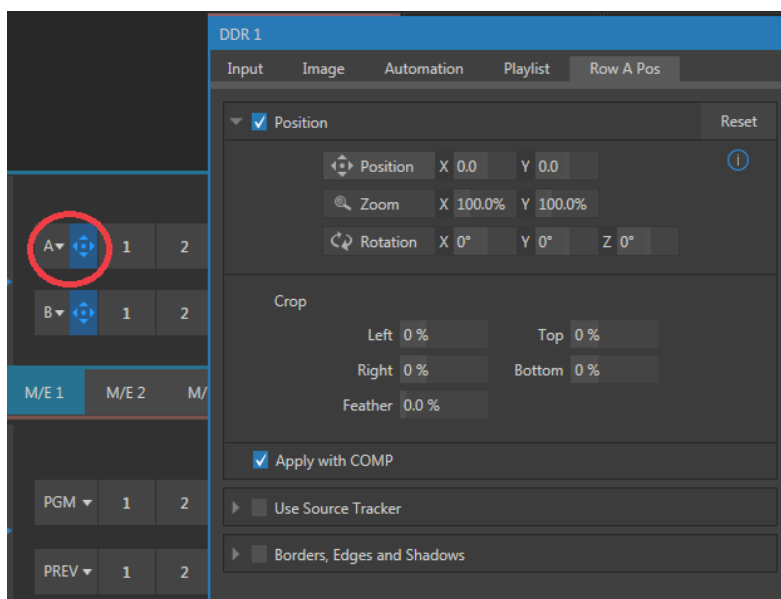 DDR 1
Input Image Automation Playlist Row A Pos
Position Reset
Position X 0.0 Y 0.0
Zoom X 100.0% Y 100.0%
A 1 2
Rotation X 0° Y 0° Z 0°
Crop
B 1 2
Left 0 % Top 0 %
Right 0 % Bottom 0 %
M/E 1 M/E 2 M/
Feather 0.0 %
Apply with COMP
PGM 1 2
Use Source Tracker
Borders, Edges and Shadows
PREV 1 2